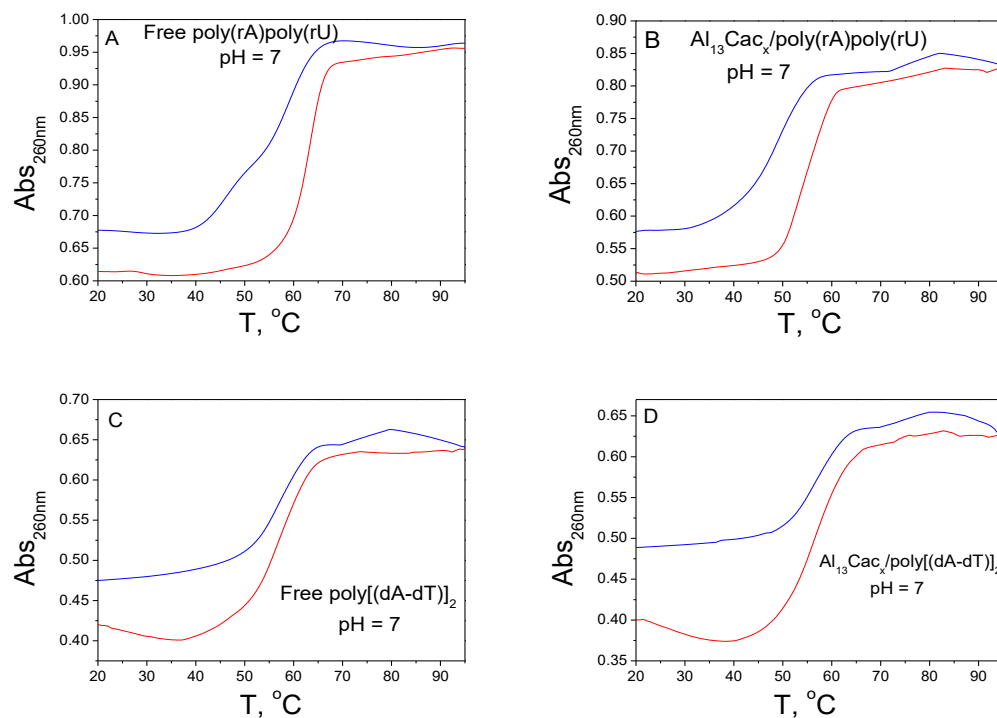 A
Free poly(rA)poly(rU)
pH = 7
Abs260nm
1.00
0.95
0.90
0.85
0.80
0.75
0.70
0.65
0.60
20 30 40 50 60 70 80 90
T, °C
B
Al13Cacx/poly(rA)poly(rU)
pH = 7
Abs260nm
0.90
0.85
0.80
0.75
0.70
0.65
0.60
0.55
0.50
20 30 40 50 60 70 80 90
T, °C
C
Free poly[(dA-dT)]2
pH = 7
Abs260nm
0.70
0.65
0.60
0.55
0.50
0.45
0.40
20 30 40 50 60 70 80 90
T, °C
D
Al13Cacx/poly[(dA-dT)]2
pH = 7
Abs260nm
0.65
0.60
0.55
0.50
0.45
0.40
0.35
20 30 40 50 60 70 80 90
T, °C